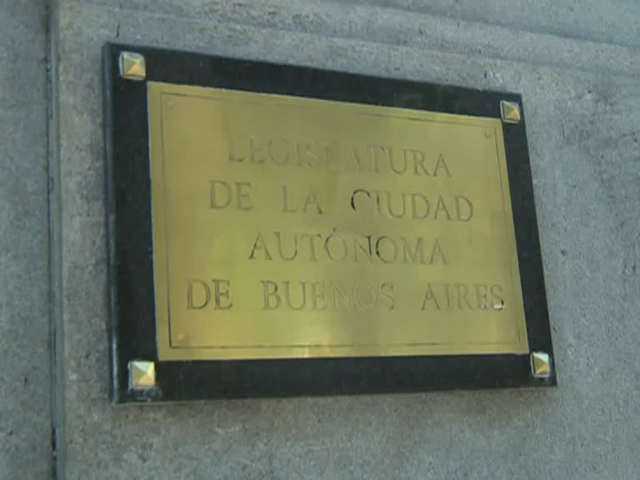 LEGISLATURA
DE LA CIUDAD
AUTÓNOMA
DE BUENOS AIRES